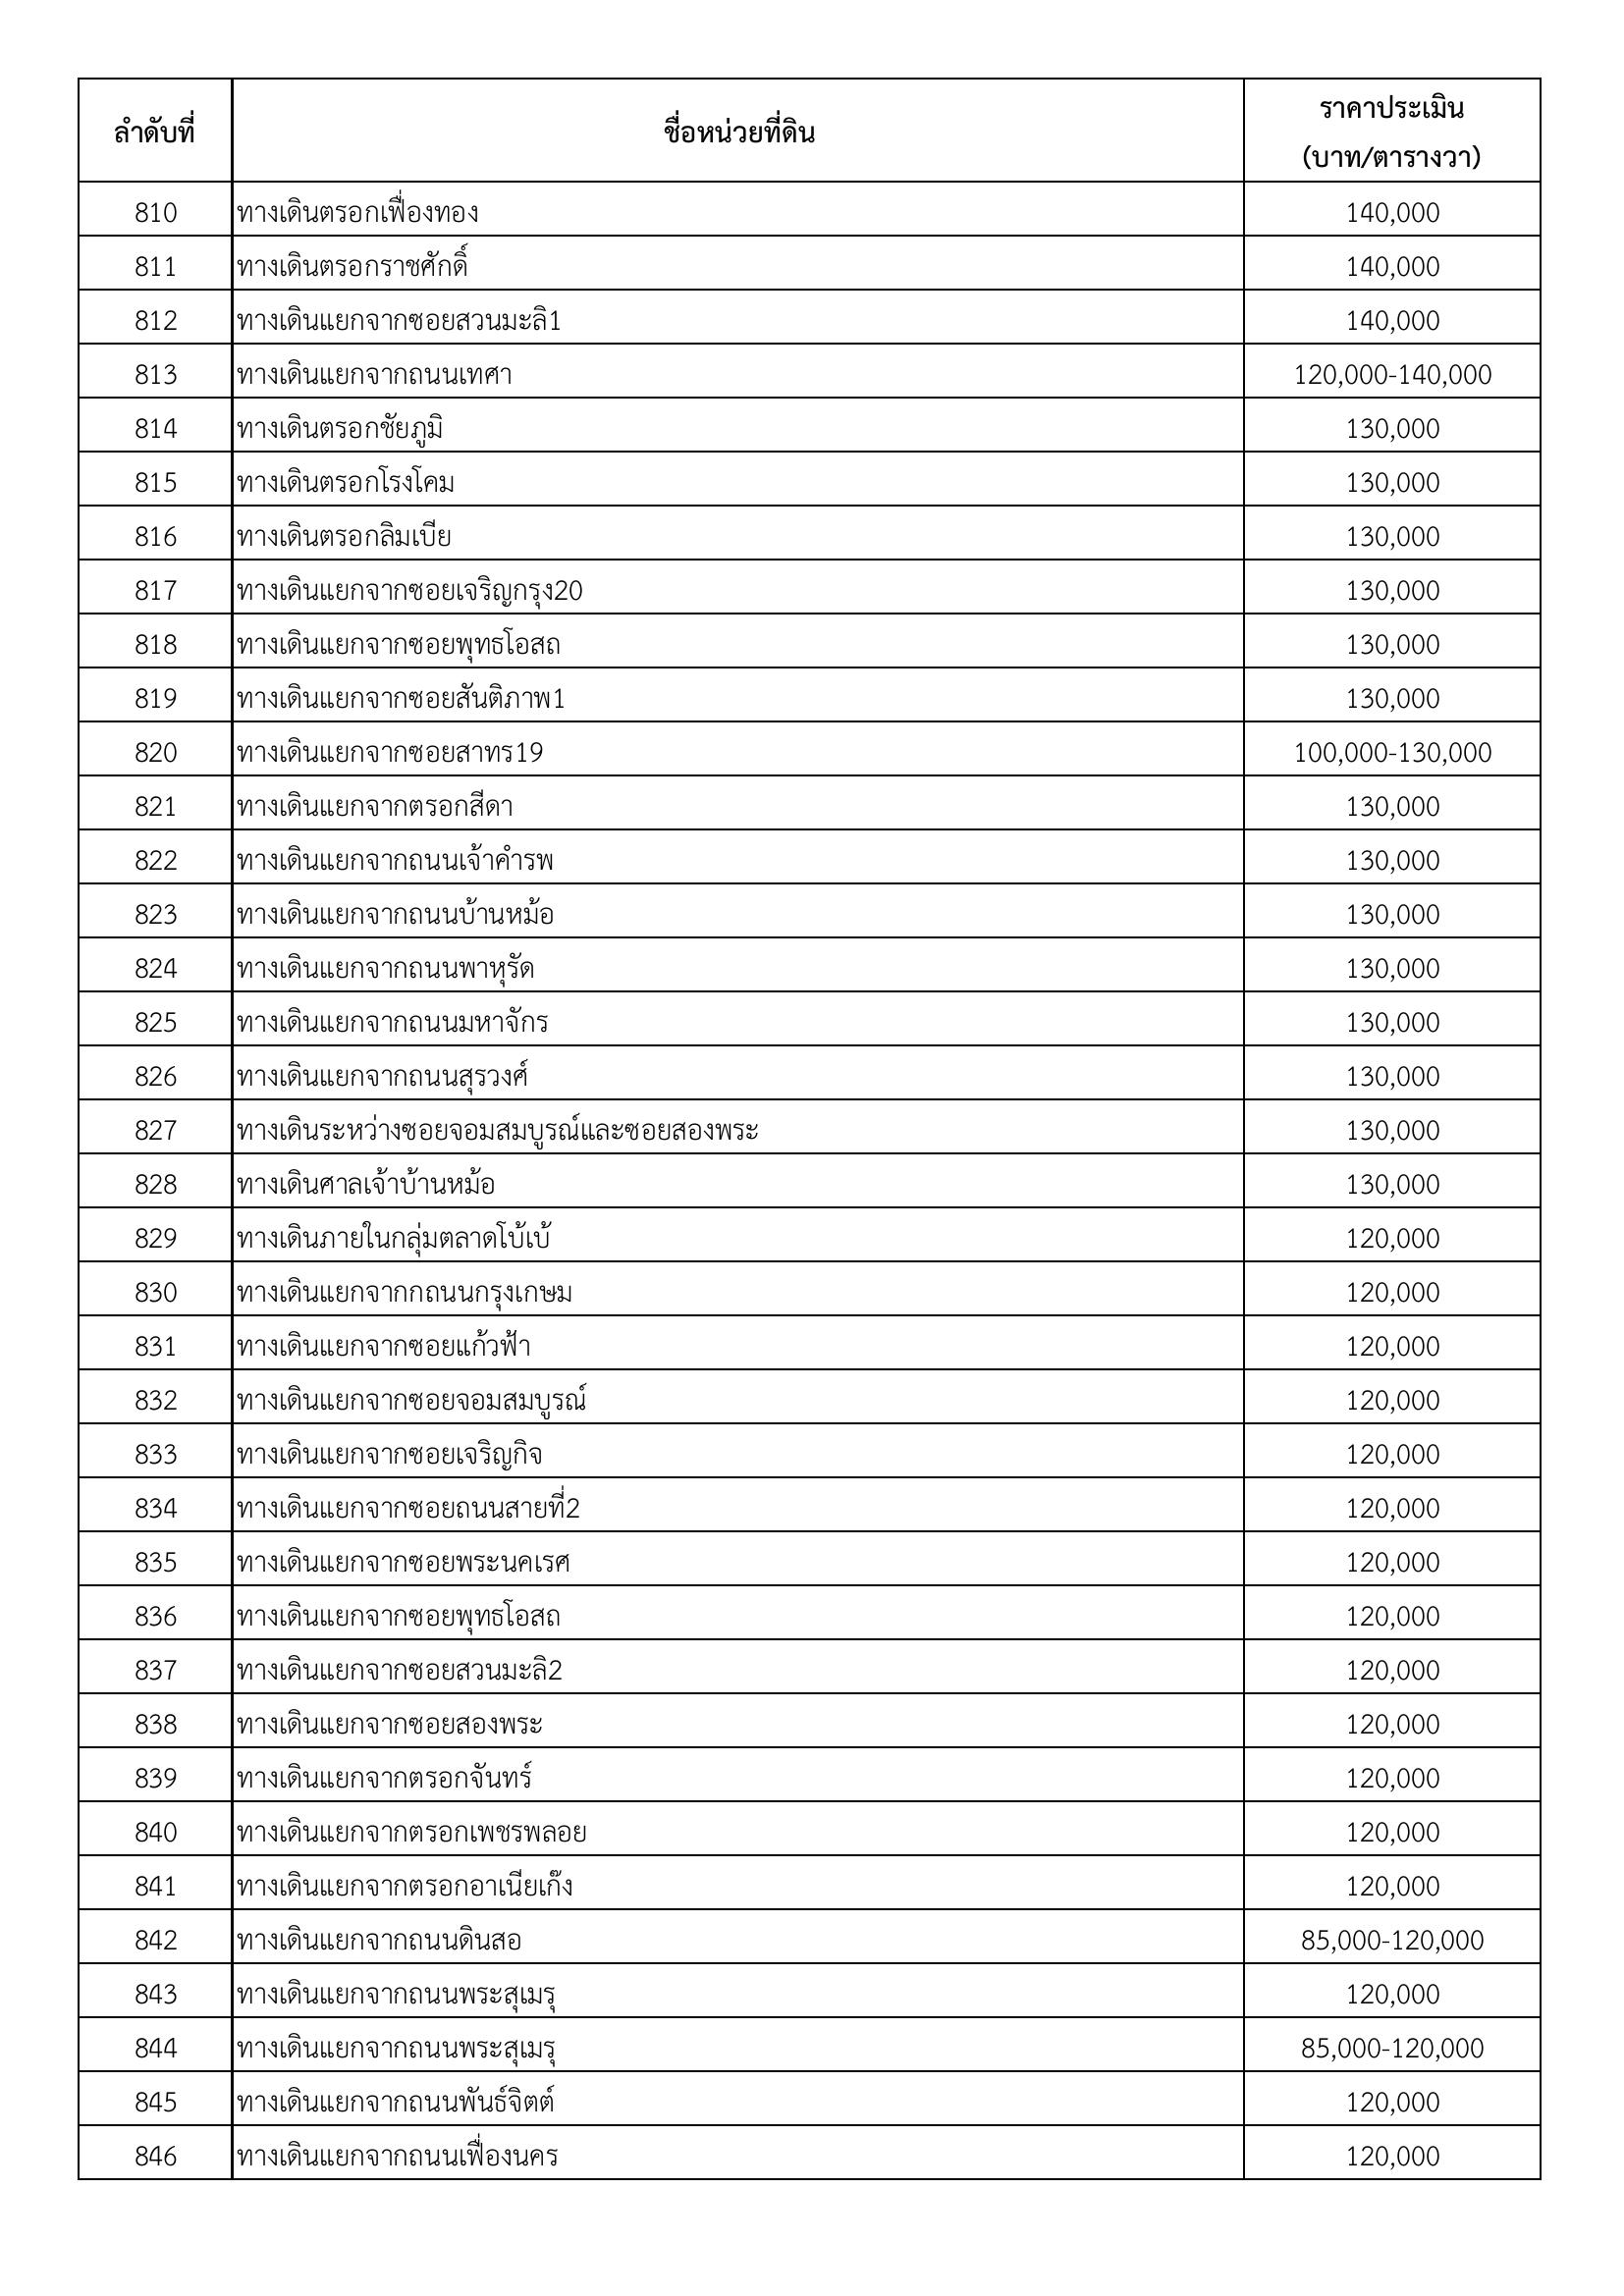 ลำดับที่ ชื่อหน่วยที่ดิน ราคาประเมิน
(บาท/ตารางวา)
810 ทางเดินตรอกเฟื่องทอง 140,000
811 ทางเดินตรอกราชศักดิ์ 140,000
812 ทางเดินแยกจากซอยสวนมะลิ1 140,000
813 ทางเดินแยกจากถนนเทศา 120,000-140,000
814 ทางเดินตรอกชัยภูมิ 130,000
815 ทางเดินตรอกโรงโคม 130,000
816 ทางเดินตรอกลิมเบีย 130,000
817 ทางเดินแยกจากซอยเจริญกรุง20 130,000
818 ทางเดินแยกจากซอยพุทธโอสถ 130,000
819 ทางเดินแยกจากซอยสันติภาพ1 130,000
820 ทางเดินแยกจากซอยสาทร19 100,000-130,000
821 ทางเดินแยกจากตรอกสีดา 130,000
822 ทางเดินแยกจากถนนเจ้าคำรพ 130,000
823 ทางเดินแยกจากถนนบ้านหม้อ 130,000
824 ทางเดินแยกจากถนนพาหุรัด 130,000
825 ทางเดินแยกจากถนนมหาจักร 130,000
826 ทางเดินแยกจากถนนสุรวงศ์ 130,000
827 ทางเดินระหว่างซอยจอมสมบูรณ์และซอยสองพระ 130,000
828 ทางเดินศาลเจ้าบ้านหม้อ 130,000
829 ทางเดินภายในกลุ่มตลาดโบ้เบ้ 120,000
830 ทางเดินแยกจากกถนนกรุงเกษม 120,000
831 ทางเดินแยกจากซอยแก้วฟ้า 120,000
832 ทางเดินแยกจากซอยจอมสมบูรณ์ 120,000
833 ทางเดินแยกจากซอยเจริญกิจ 120,000
834 ทางเดินแยกจากซอยถนนสายที่2 120,000
835 ทางเดินแยกจากซอยพระนคเรศ 120,000
836 ทางเดินแยกจากซอยพุทธโอสถ 120,000
837 ทางเดินแยกจากซอยสวนมะลิ2 120,000
838 ทางเดินแยกจากซอยสองพระ 120,000
839 ทางเดินแยกจากตรอกจันทร์ 120,000
840 ทางเดินแยกจากตรอกเพชรพลอย 120,000
841 ทางเดินแยกจากตรอกอาเนียเก๊ง 120,000
842 ทางเดินแยกจากถนนดินสอ 85,000-120,000
843 ทางเดินแยกจากถนนพระสุเมรุ 120,000
844 ทางเดินแยกจากถนนพระสุเมรุ 85,000-120,000
845 ทางเดินแยกจากถนนพันธ์จิตต์ 120,000
846 ทางเดินแยกจากถนนเฟื่องนคร 120,000